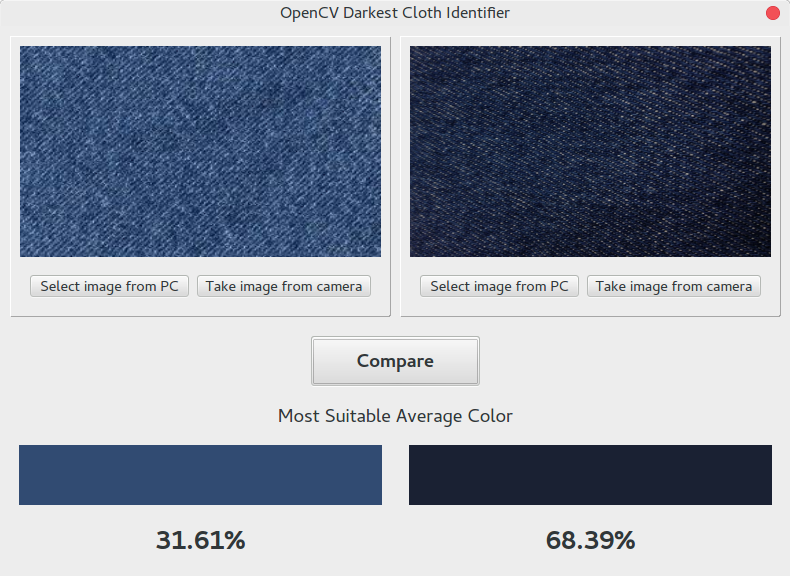 OpenCV Darkest Cloth Identifier
Select image from PC
Take image from camera
Select image from PC
Take image from camera
Compare
Most Suitable Average Color
31.61%
68.39%